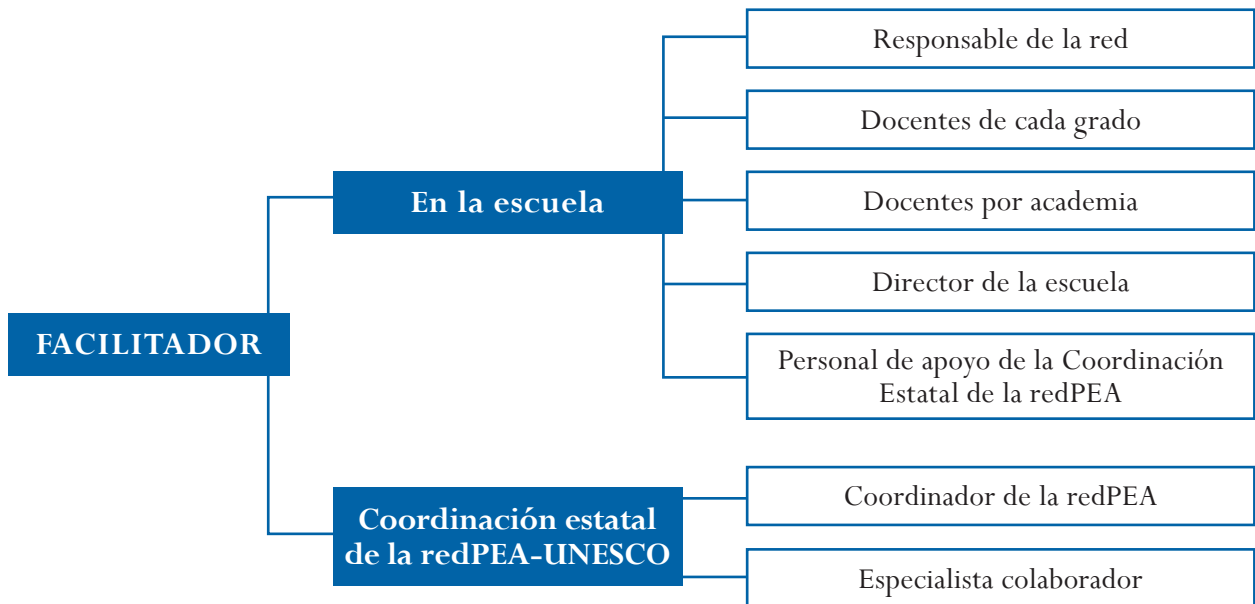 FACILITADOR
En la escuela
Responsable de la red
Docentes de cada grado
Docentes por academia
Director de la escuela
Personal de apoyo de la Coordinación
Estatal de la redPEA
Coordinación estatal
de la redPEA-UNESCO
Coordinador de la redPEA
Especialista colaborador